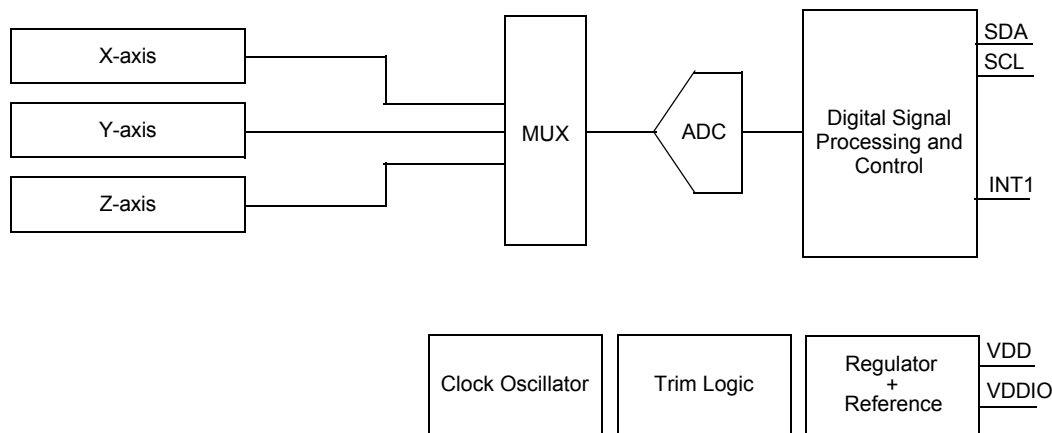 X-axis
Y-axis
Z-axis
MUX
ADC
Digital Signal
Processing and
Control
SDA
SCL
INT1
Clock Oscillator
Trim Logic
Regulator
+
Reference
VDD
VDDIO